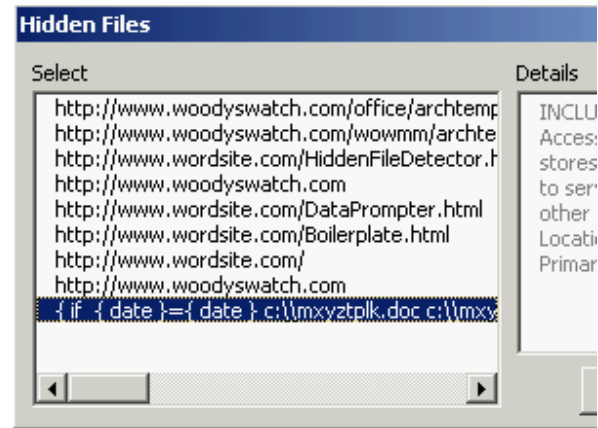 Hidden Files
Select
Details
http://www.woodyswatch.com/office/archtemp
http://www.woodyswatch.com/wowmm/archte
http://www.wordsite.com/HiddenFileDetector.h
http://www.woodyswatch.com
http://www.wordsite.com/DataPrompter.html
http://www.wordsite.com/Boilerplate.html
http://www.wordsite.com/
http://www.woodyswatch.com
{ if { date }={ date } c:\\mxyztplk.doc c:\\mxy
INCLU
Access
stores
to ser
other
Locati
Primar